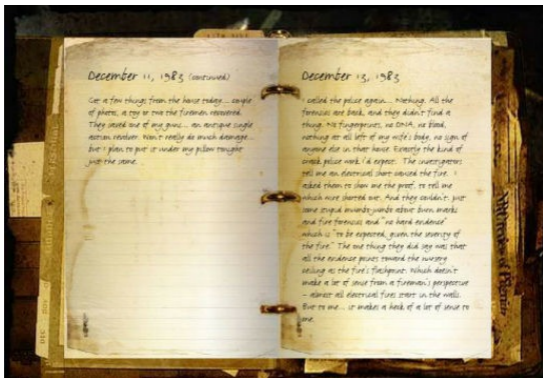 December 11, 1983 (continued)
Got a few things from the house today... couple
of photos, a toy or two the firemen recovered.
They saved one of my guns... an antique single
action revolver. Won't really do much damage...
but I plan to put it under my pillow tonight
just the same.
December 13, 1983
I called the police again... Nothing. All the
forensics are back, and they didn't find a
thing. No fingerprints, no DNA, no blood,
nothing at all left of my wife's body, no sign of
anyone else in that house. Exactly the kind of
crack police work I'd expect. The investigators
tell me an electrical short caused the fire. I
asked them to show me the proof, to tell me
which wire shorted out. And they couldn't. Just
some stupid mumbo-jumbo about burn marks
and fire forensics and "no hard evidence"
which is "to be expected, given the severity of
the fire." The one thing they did say was that
all the evidence points toward the nursery
ceiling as the fire's flashpoint. Which doesn't
make a lot of sense from a fireman's perspective
– almost all electrical fires start in the walls.
But to me... it makes a heck of a lot of sense to
me.